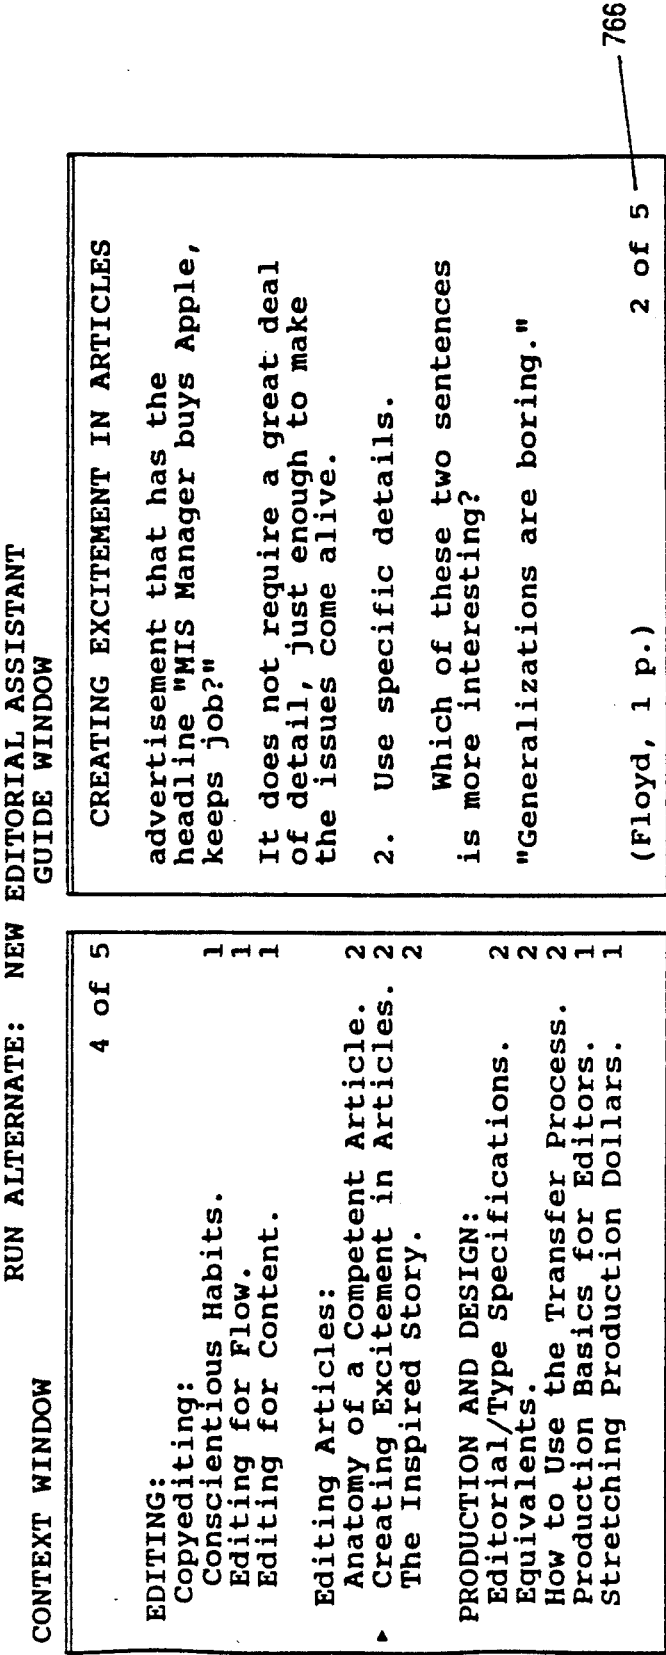 RUN ALTERNATE: NEW EDITORIAL ASSISTANT
CONTEXT WINDOW
4 of 5
EDITING:
Copyediting:
Conscientious Habits. 1
Editing for Flow. 1
Editing for Content. 1
Editing Articles:
Anatomy of a Competent Article. 2
Creating Excitement in Articles. 2
The Inspired Story. 2
PRODUCTION AND DESIGN:
Editorial/Type Specifications. 2
Equivalents. 2
How to Use the Transfer Process. 2
Production Basics for Editors. 1
Stretching Production Dollars. 1
GUIDE WINDOW
CREATING EXCITEMENT IN ARTICLES
advertisement that has the
headline "MIS Manager buys Apple,
keeps job?"
It does not require a great deal
of detail, just enough to make
the issues come alive.
2. Use specific details.
Which of these two sentences
is more interesting?
"Generalizations are boring."
(Floyd, 1 p.) 2 of 5
766